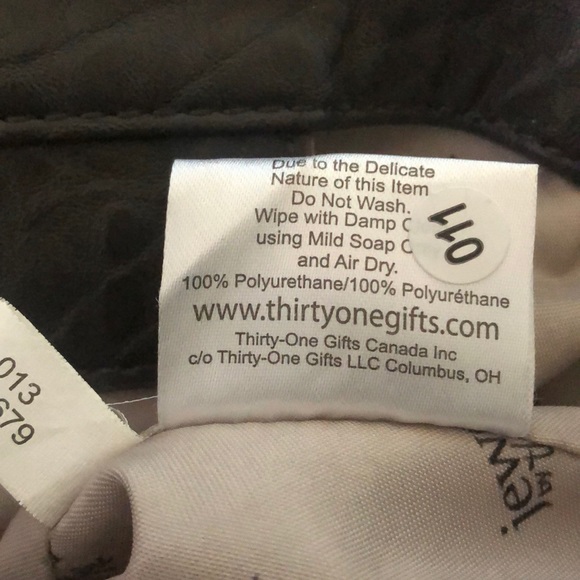 Due to the Delicate
Nature of this Item
Do Not Wash.
Wipe with Damp C
using Mild Soap O
and Air Dry.
100% Polyurethane/100% Polyuréthane
www.thirtyonegifts.com
Thirty-One Gifts Canada Inc
c/o Thirty-One Gifts LLC Columbus, OH
011
013
679